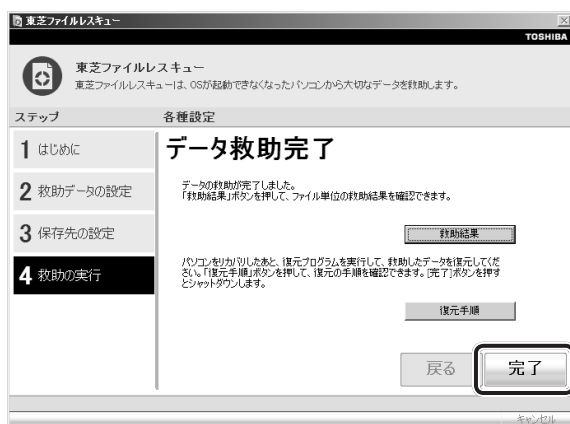 東芝ファイルレスキュー
TOSHIBA
東芝ファイルレスキュー
東芝ファイルレスキューは、OSが起動できなくなったパソコンから大切なデータを救助します。
ステップ
各種設定
1 はじめに
2 救助データの設定
3 保存先の設定
4 救助の実行
データ救助完了
データの救助が完了しました。
「救助結果」ボタンを押して、ファイル単位の救助結果を確認できます。
救助結果
パソコンをリカバリしたあと、復元プログラムを実行して、救助したデータを復元してくだ
さい。「復元手順」ボタンを押して、復元の手順を確認できます。[完了]ボタンを押す
とシャットダウンします。
復元手順
戻る
完了
キャンセル